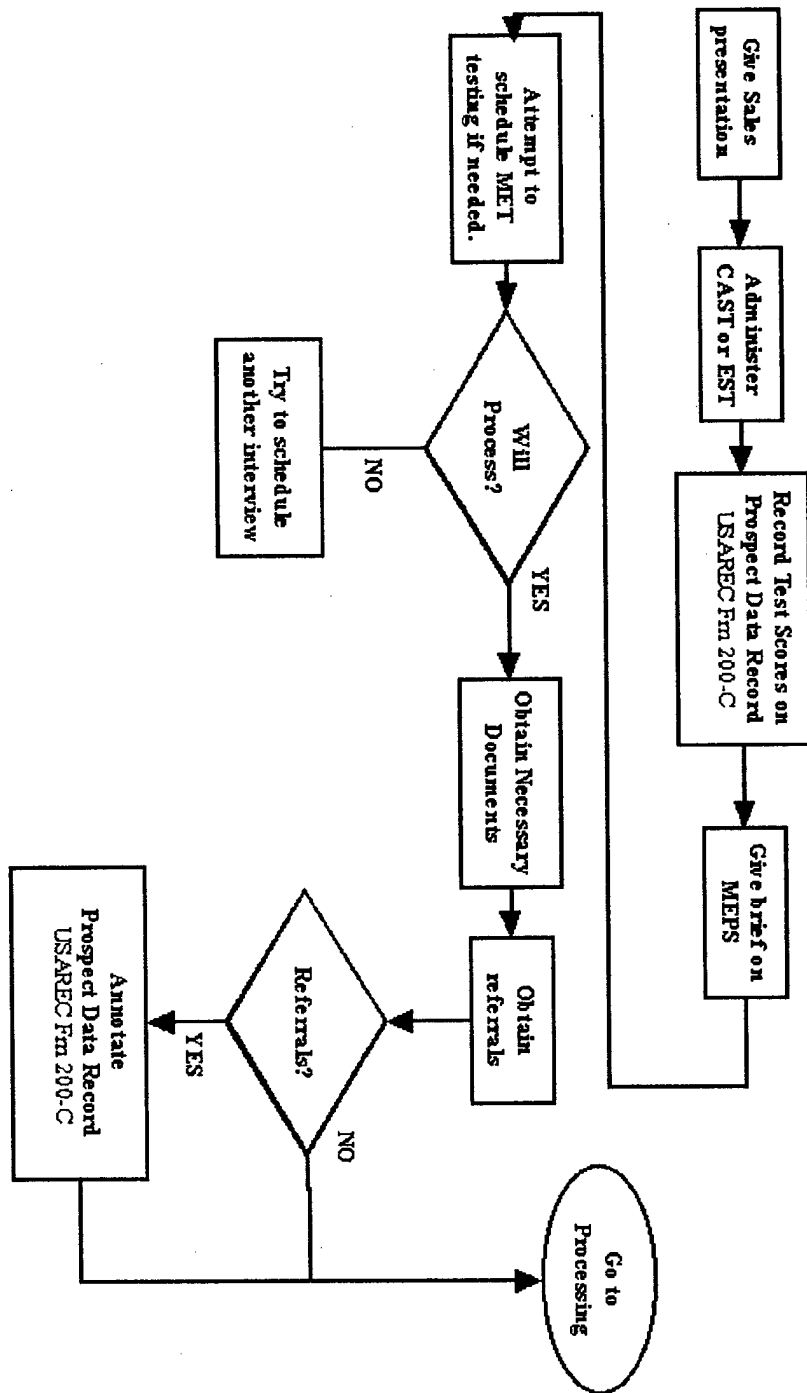 Give Sales
presentation
Administer
CAST or EST
Record Test Scores on
Prospect Data Record
USAREC Fm 200-C
Give brief on
MEPS
Attempt to
schedule MET
testing if needed.
Will
Process?
NO
YES
Try to schedule
another interview
Obtain Necessary
Documents
Obtain
referrals
Referrals?
YES
NO
Annotate
Prospect Data Record
USAREC Fm 200-C
Go to
Processing